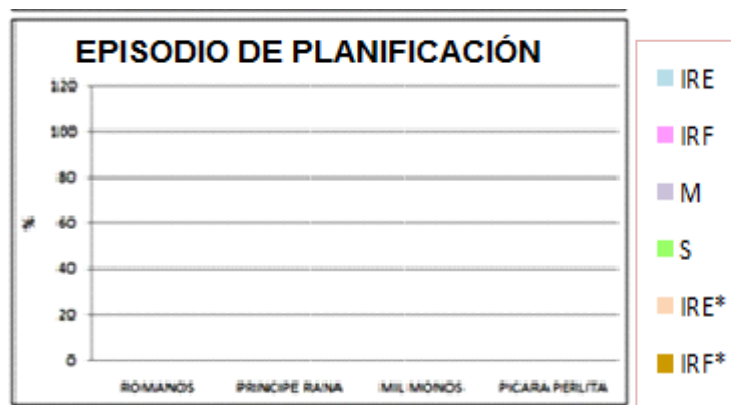 EPISODIO DE PLANIFICACIÓN
120
100
80
60
40
20
0
%
ROMANOS PRINCIPE RANA MIL MONOS PICARA PERLITA
IRE
IRF
M
S
IRE*
IRF*